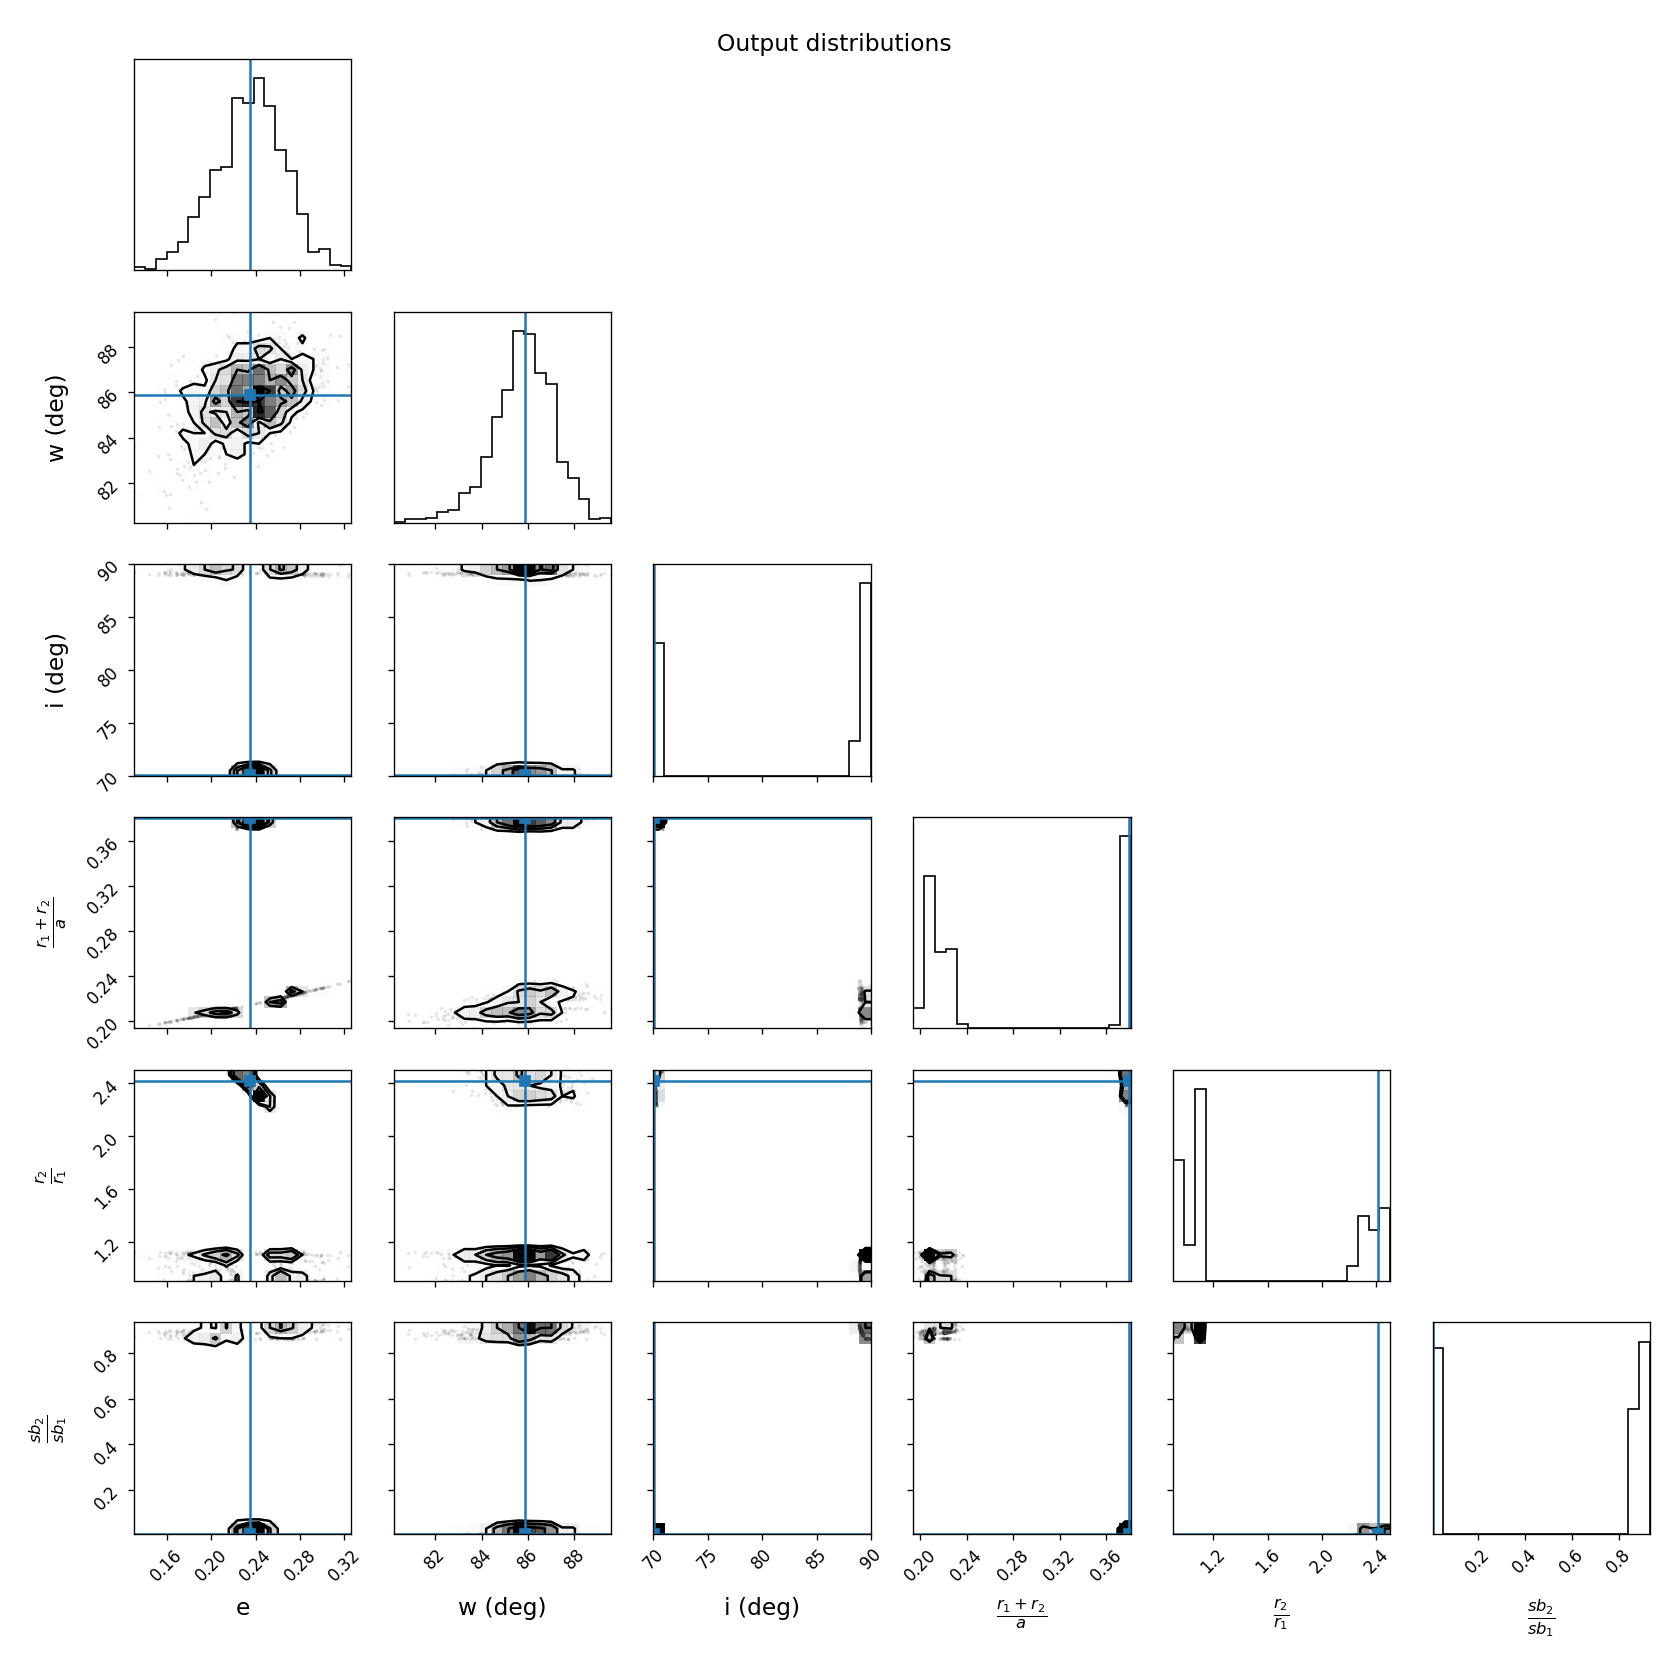 Output distributions
w (deg)
88
86
84
82
i (deg)
90
85
80
75
70
r1 + r2
a
0.36
0.32
0.28
0.24
0.20
r2
r1
2.4
2.0
1.6
1.2
sb2
sb1
0.8
0.6
0.4
0.2
0.16 0.20 0.24 0.28 0.32 82 84 86 88 70 75 80 85 90 0.20 0.24 0.28 0.32 0.36 1.2 1.6 2.0 2.4 0.2 0.4 0.6 0.8
e w (deg) i (deg)
r1 + r2
a
r2
r1
sb2
sb1